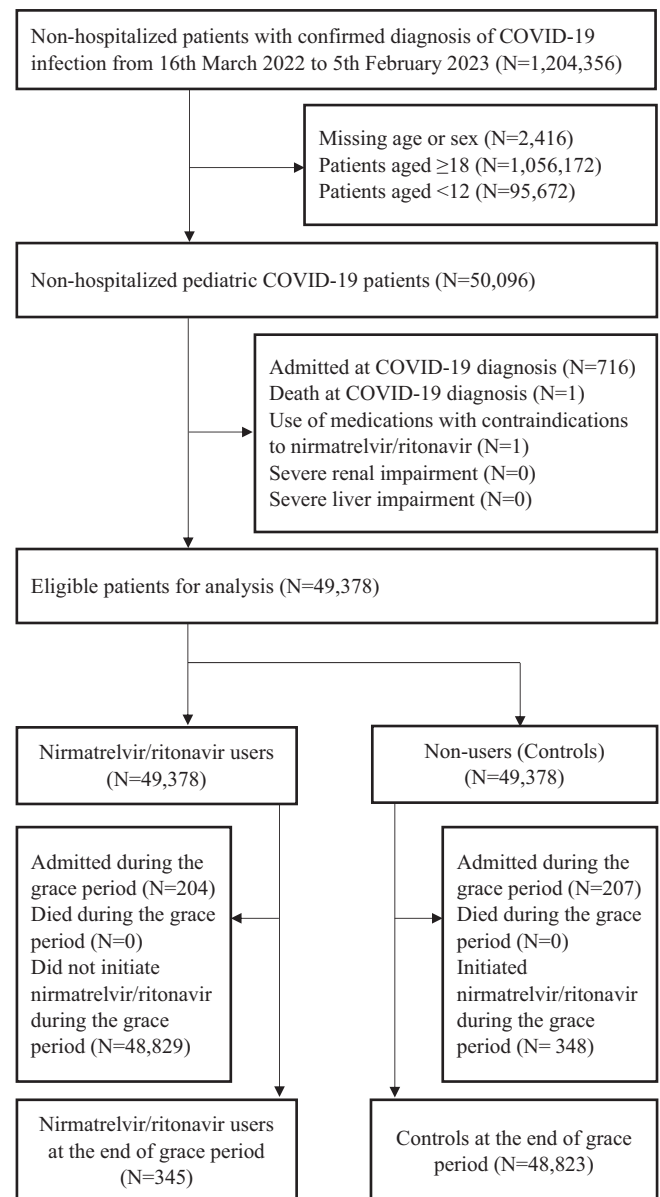 Non-hospitalized patients with confirmed diagnosis of COVID-19
infection from 16th March 2022 to 5th February 2023 (N=1,204,356)
Missing age or sex (N=2,416)
Patients aged ≥18 (N=1,056,172)
Patients aged <12 (N=95,672)
Non-hospitalized pediatric COVID-19 patients (N=50,096)
Admitted at COVID-19 diagnosis (N=716)
Death at COVID-19 diagnosis (N=1)
Use of medications with contraindications
to nirmatrelvir/ritonavir (N=1)
Severe renal impairment (N=0)
Severe liver impairment (N=0)
Eligible patients for analysis (N=49,378)
Nirmatrelvir/ritonavir users
(N=49,378)
Non-users (Controls)
(N=49,378)
Admitted during the
grace period (N=204)
Died during the grace
period (N=0)
Did not initiate
nirmatrelvir/ritonavir
during the grace
period (N=48,829)
Admitted during the
grace period (N=207)
Died during the grace
period (N=0)
Initiated
nirmatrelvir/ritonavir
during the grace
period (N= 348)
Nirmatrelvir/ritonavir users
at the end of grace period
(N=345)
Controls at the end of grace
period (N=48,823)